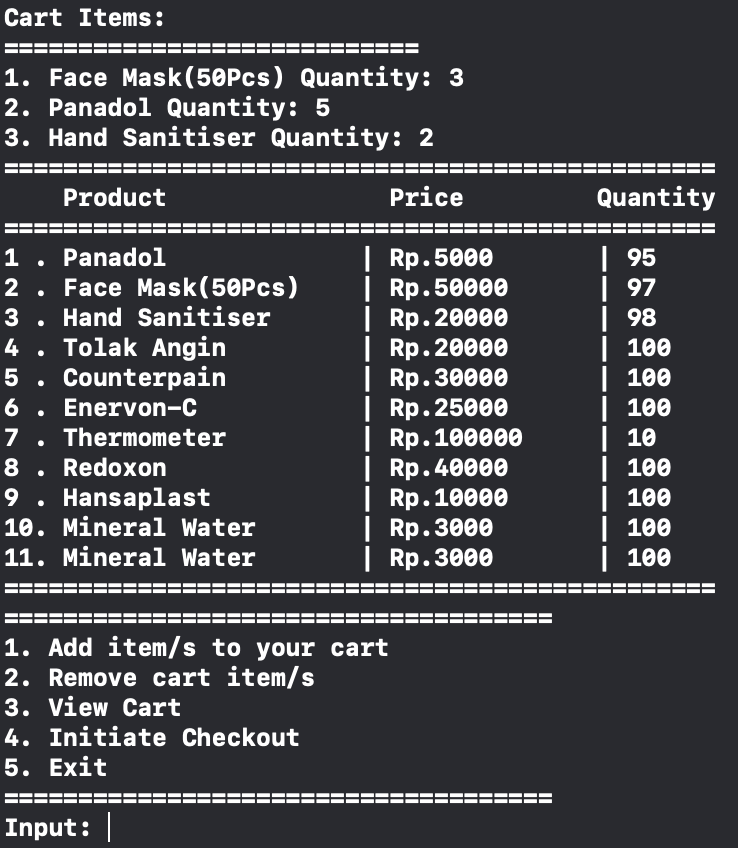 Cart Items:
============================
1. Face Mask(50Pcs) Quantity: 3
2. Panadol Quantity: 5
3. Hand Sanitiser Quantity: 2
================================================
    Product               Price         Quantity
================================================
1 . Panadol             | Rp.5000       | 95
2 . Face Mask(50Pcs)    | Rp.50000      | 97
3 . Hand Sanitiser      | Rp.20000      | 98
4 . Tolak Angin         | Rp.20000      | 100
5 . Counterpain         | Rp.30000      | 100
6 . Enervon-C           | Rp.25000      | 100
7 . Thermometer         | Rp.100000     | 10
8 . Redoxon             | Rp.40000      | 100
9 . Hansaplast          | Rp.10000      | 100
10. Mineral Water       | Rp.3000       | 100
11. Mineral Water       | Rp.3000       | 100
================================================
=====================================
1. Add item/s to your cart
2. Remove cart item/s
3. View Cart
4. Initiate Checkout
5. Exit
=====================================
Input: